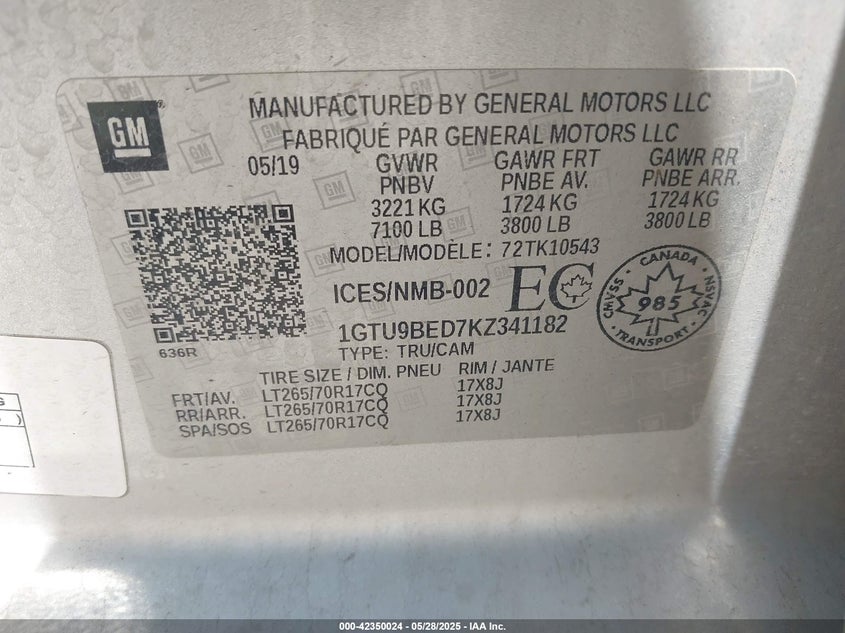 GM
MANUFACTURED BY GENERAL MOTORS LLC
FABRIQUÉ PAR GENERAL MOTORS LLC
05/19 GVWR GAWR FRT GAWR RR
PNBV PNBE AV. PNBE ARR.
3221 KG 1724 KG 1724 KG
7100 LB 3800 LB 3800 LB
MODEL/MODÈLE: 72TK10543
ICES/NMB-002 EC
CANADA
CMVSS 985 NSVAC
TRANSPORT
1GTU9BED7KZ341182
636R
TYPE: TRU/CAM
TIRE SIZE / DIM. PNEU RIM / JANTE
FRT/AV. LT265/70R17CQ 17X8J
RR/ARR. LT265/70R17CQ 17X8J
SPA/SOS LT265/70R17CQ 17X8J
000-42350024 - 05/28/2025 - IAA Inc.